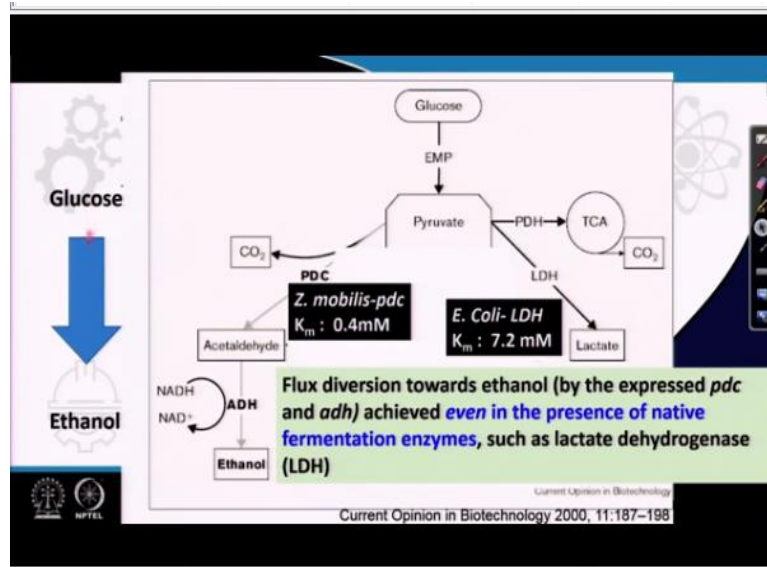 Glucose
EMP
Glucose
Pyruvate
PDH
TCA
CO2
CO2
PDC
LDH
Z. mobilis-pdc
Km : 0.4mM
E. Coli- LDH
Km : 7.2 mM
Acetaldehyde
Lactate
NADH
NAD+
ADH
Ethanol
Ethanol
Flux diversion towards ethanol (by the expressed pdc
and adh) achieved even in the presence of native
fermentation enzymes, such as lactate dehydrogenase
(LDH)
Current Opinion in Biotechnology
NPTEL
Current Opinion in Biotechnology 2000, 11:187–198